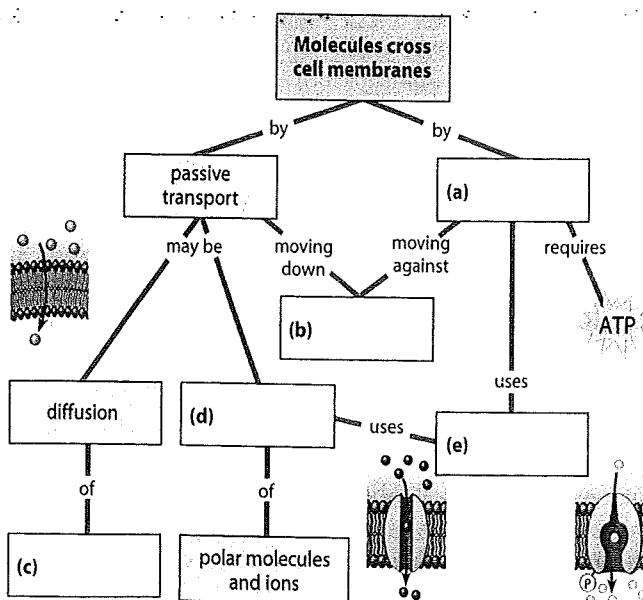 Molecules cross
cell membranes
by
by
passive
transport
(a)
may be
moving
down
moving
against
requires
(b)
ATP
diffusion
(d)
uses
uses
(e)
of
of
(c)
polar molecules
and ions
P